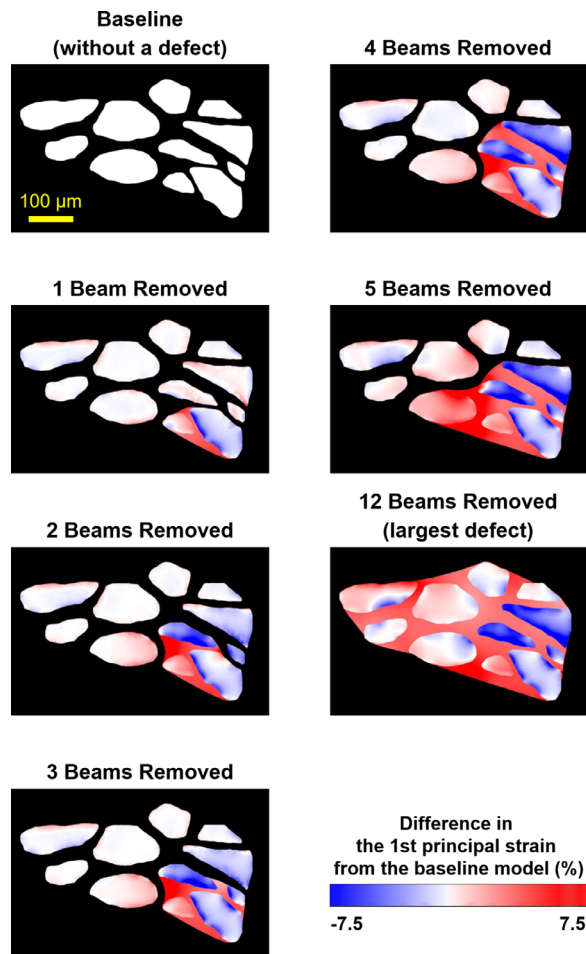 Baseline
(without a defect)
100 µm
1 Beam Removed
2 Beams Removed
3 Beams Removed
4 Beams Removed
5 Beams Removed
12 Beams Removed
(largest defect)
Difference in
the 1st principal strain
from the baseline model (%)
-7.5 7.5